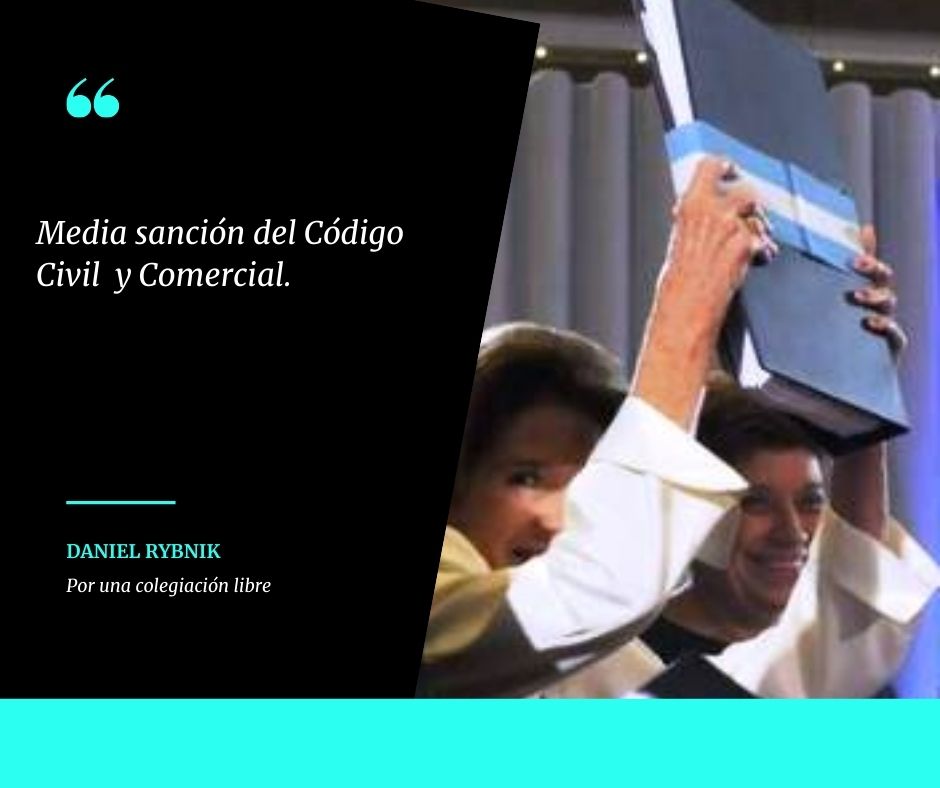 Media sanción del Código
Civil y Comercial.
DANIEL RYBNIK
Por una colegiación libre